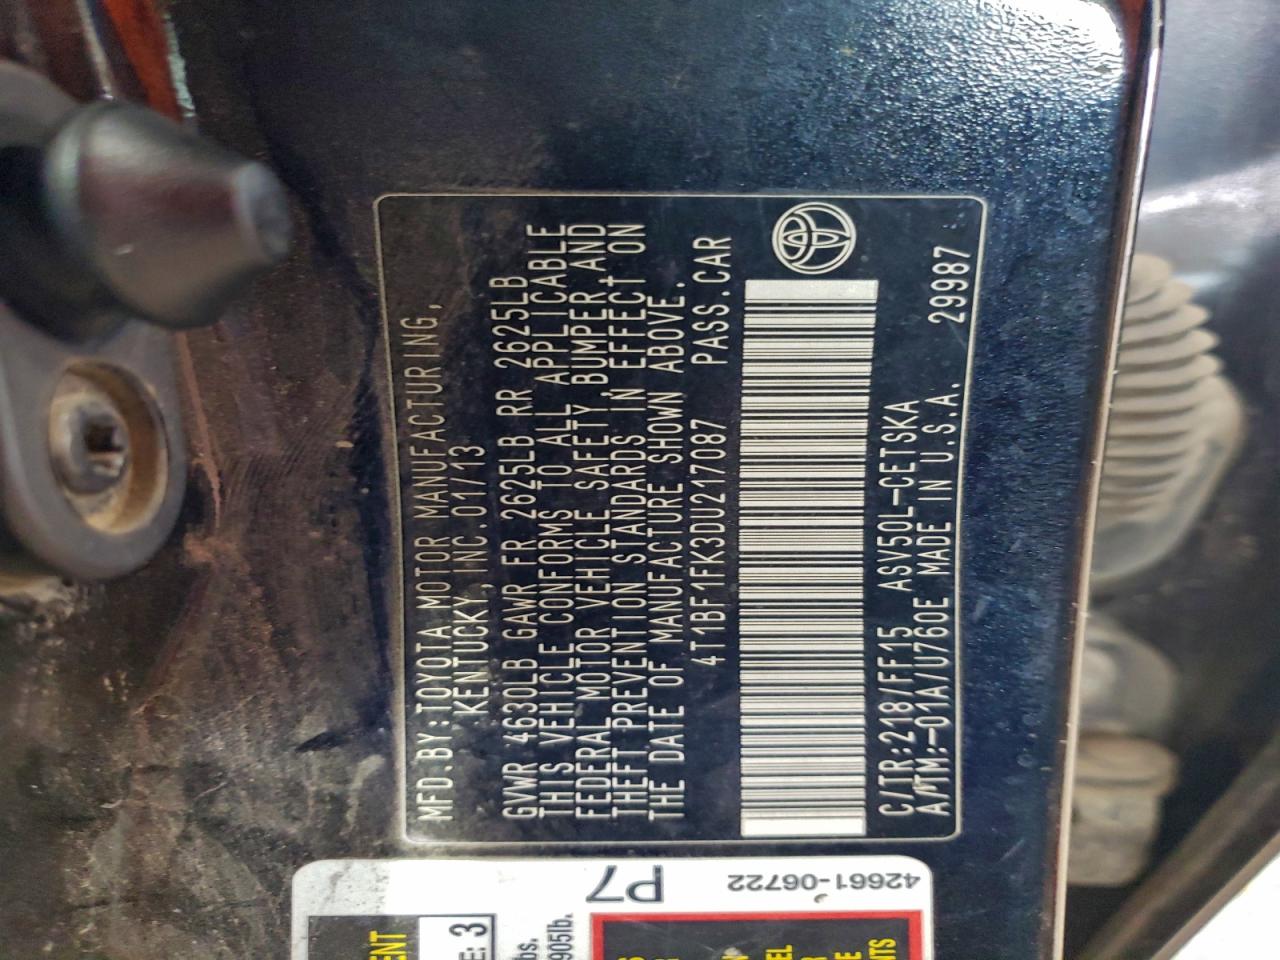 MFD.BY:TOYOTA MOTOR MANUFACTURING,
KENTUCKY, INC.01/13
GVWR 4630LB GAWR FR 2625LB RR 2625LB
THIS VEHICLE CONFORMS TO ALL APPLICABLE
FEDERAL MOTOR VEHICLE SAFETY,BUMPER,AND
THEFT PREVENTION STANDARDS IN EFFECT ON
THE DATE OF MANUFACTURE SHOWN ABOVE.
4T1BF1FK3DU217087 PASS.CAR
C/TR:218/FF15 ASV50L-CETSKA
A/TM:-01A/U760E MADE IN U.S.A. 29987
P7
42661-06722
E: 3
905lb.